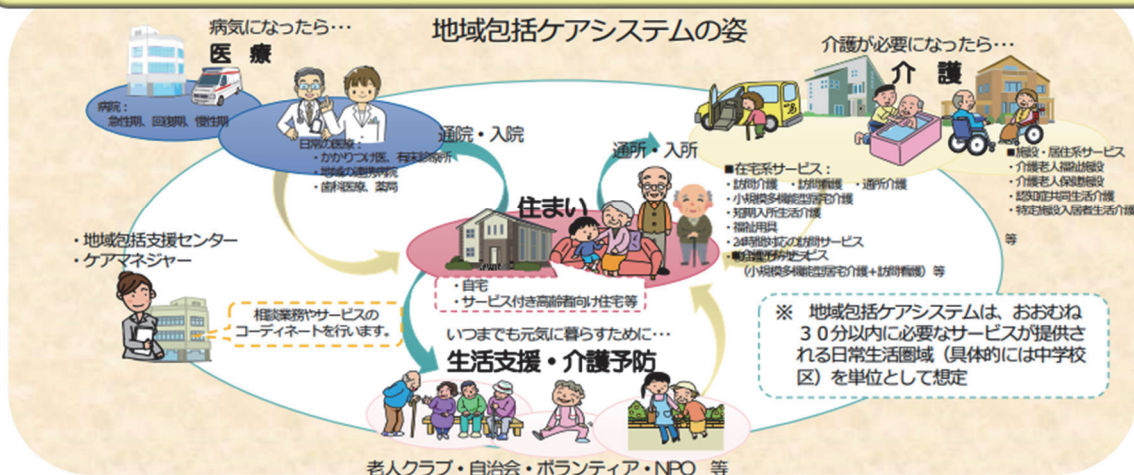 地域包括ケアシステムの姿
病気になったら…
医療
病院:
急性期、回復期、慢性期
日常の医療:
・かかりつけ医、有床診療所
・地域の連携病院
・歯科医療、薬局
通院・入院
通所・入所
介護が必要になったら…
介護
■在宅系サービス:
・訪問介護 ・訪問看護 ・通所介護
・小規模多機能型居宅介護
・短期入所生活介護
・福祉用具
・24時間対応の訪問サービス
(小規模多機能型居宅介護+訪問看護)等
■施設・居住系サービス
・介護老人福祉施設
・介護老人保健施設
・認知症共同生活介護
・特定施設入居者生活介護
等
住まい
・自宅
・サービス付き高齢者向け住宅等
・地域包括支援センター
・ケアマネジャー
相談業務やサービスの
コーディネートを行います。
いつまでも元気に暮らすために…
生活支援・介護予防
老人クラブ・自治会・ボランティア・NPO 等
※ 地域包括ケアシステムは、おおむね
30分以内に必要なサービスが提供さ
れる日常生活圏域(具体的には中学校
区)を単位として想定